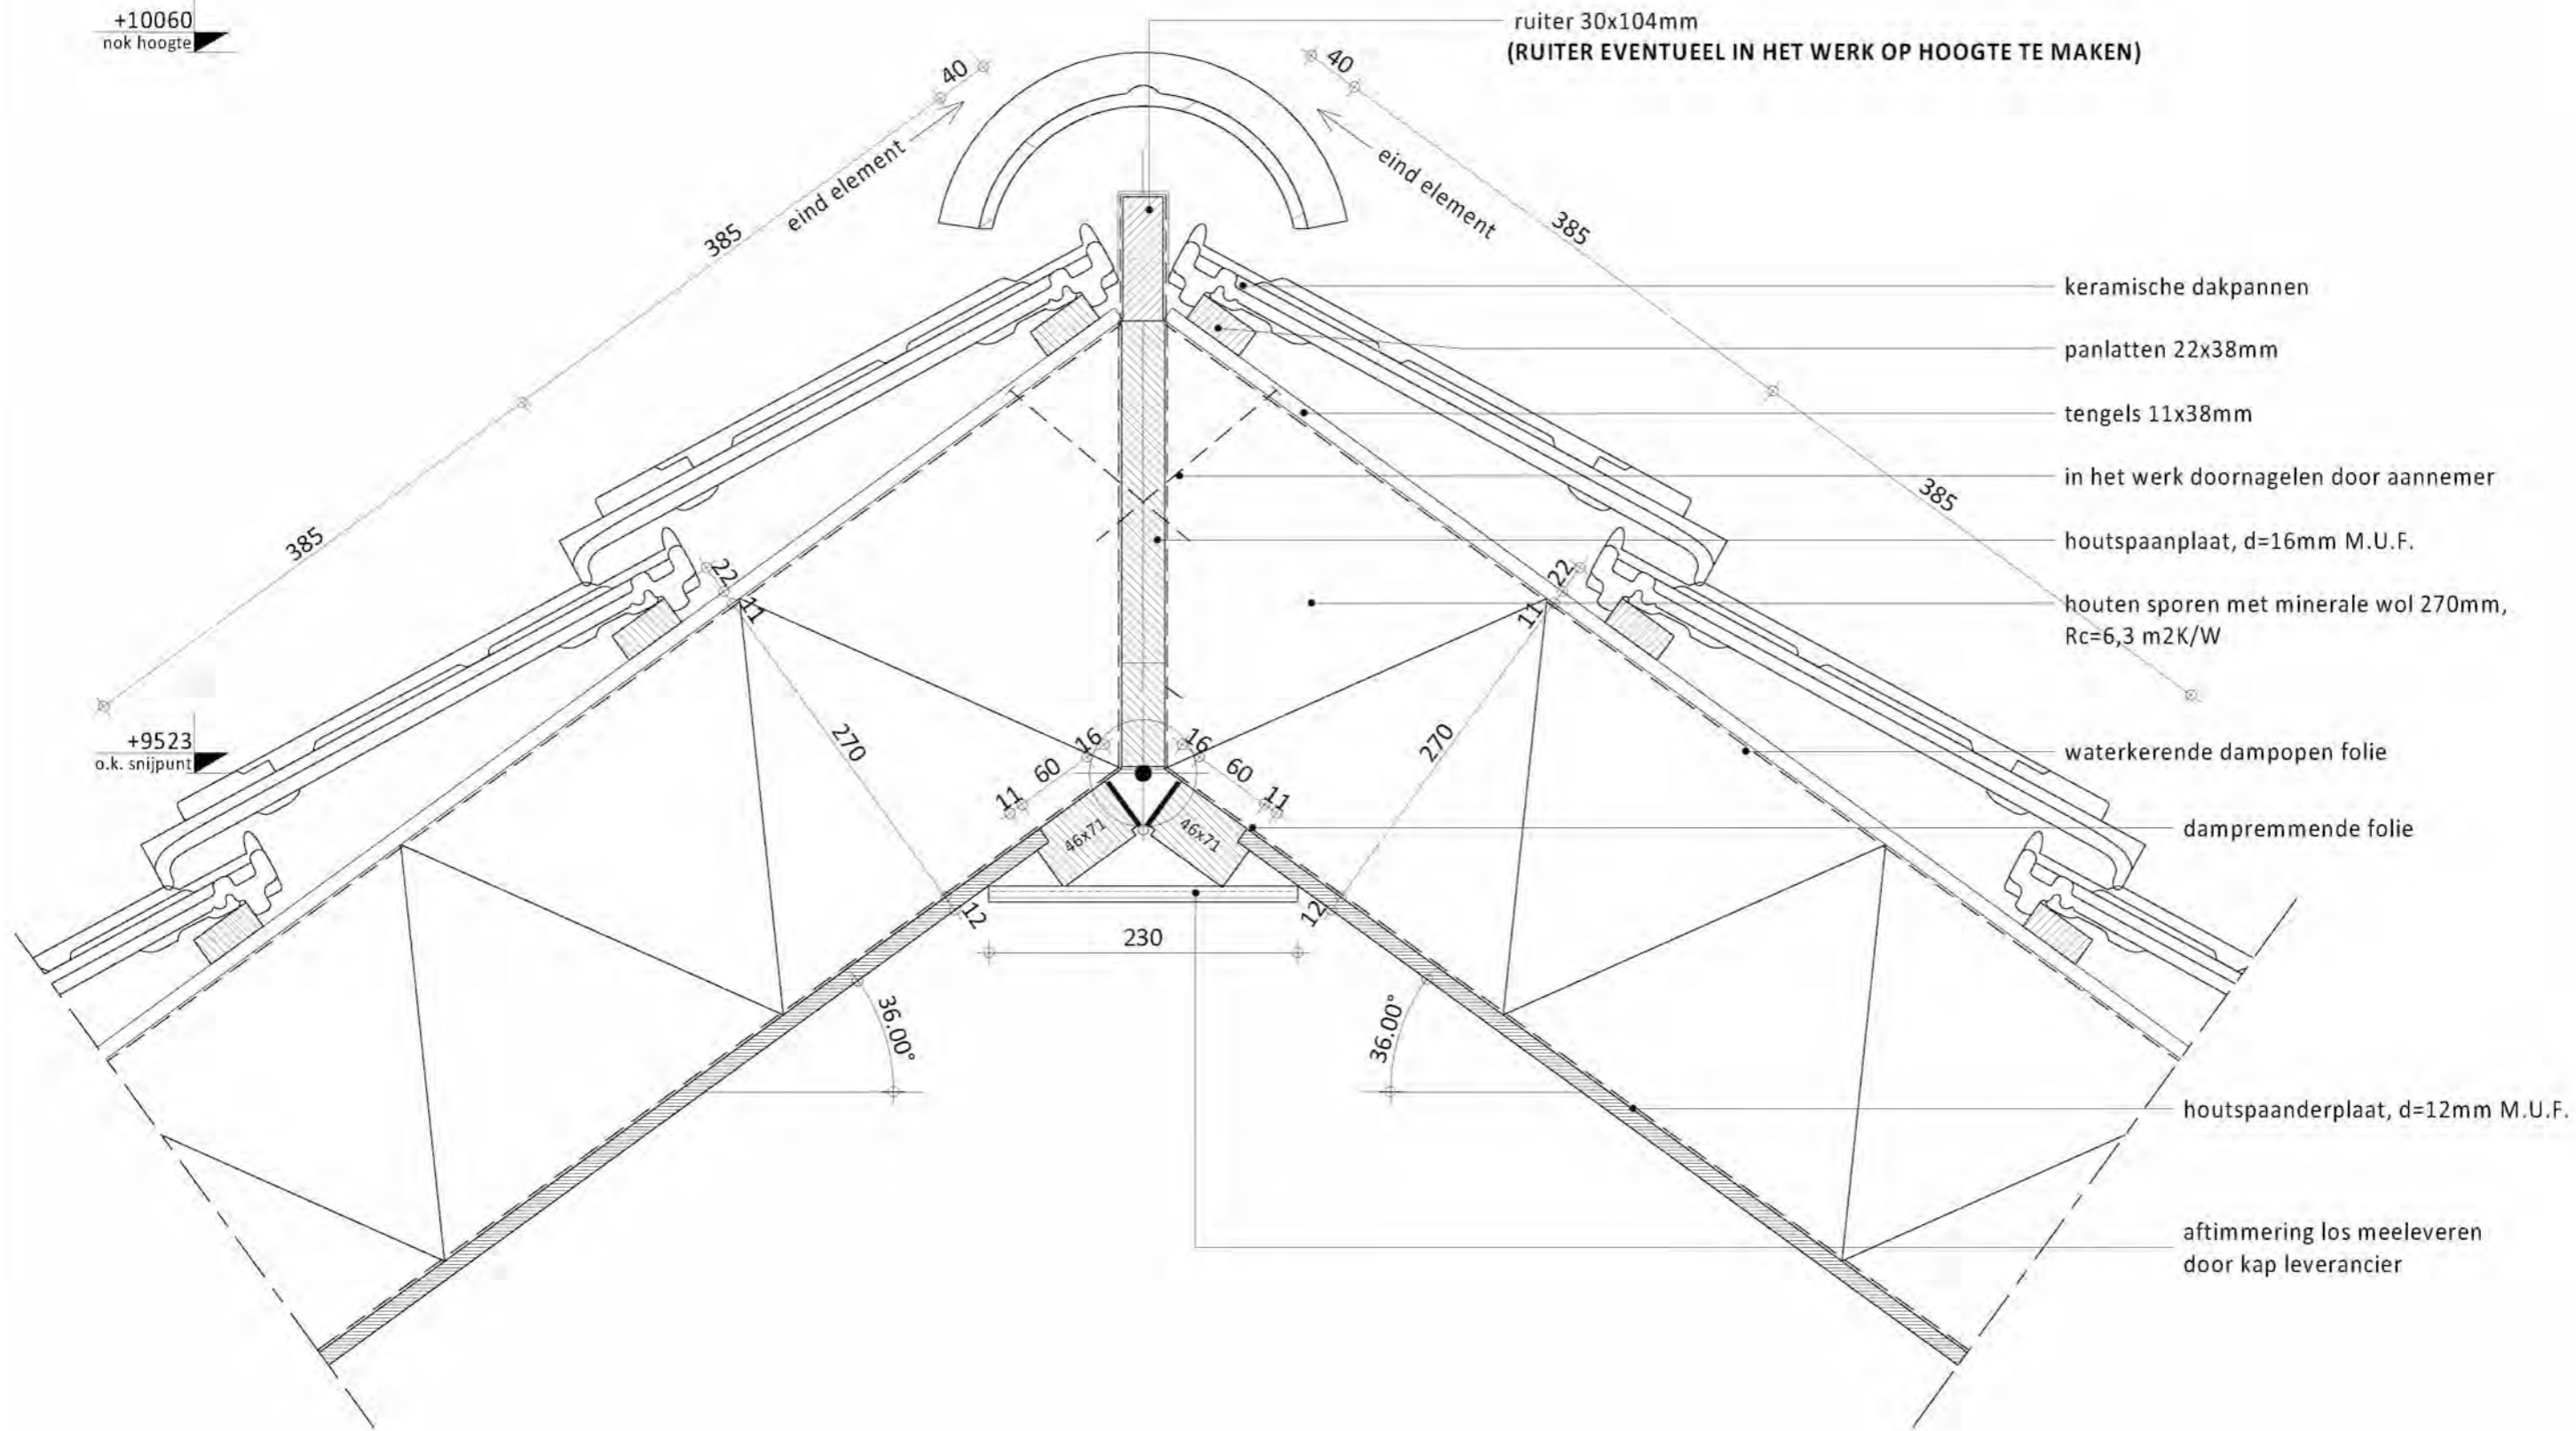 +10060
nok hoogte
ruiter 30x104mm
(RUITER EVENTUEEL IN HET WERK OP HOOGTE TE MAKEN)
40
40
eind element
eind element
385
385
keramische dakpannen
panlatten 22x38mm
tengels 11x38mm
in het werk doornagelen door aannemer
385
385
houtspaanplaat, d=16mm M.U.F.
22
11
22
11
houten sporen met minerale wol 270mm,
Rc=6,3 m2K/W
+9523
o.k. snijpunt
270
270
16
60
11
16
60
11
waterkerende dampopen folie
46x71
46x71
dampremmende folie
12
12
230
36.00°
36.00°
houtspaanderplaat, d=12mm M.U.F.
aftimmering los meeleveren
door kap leverancier